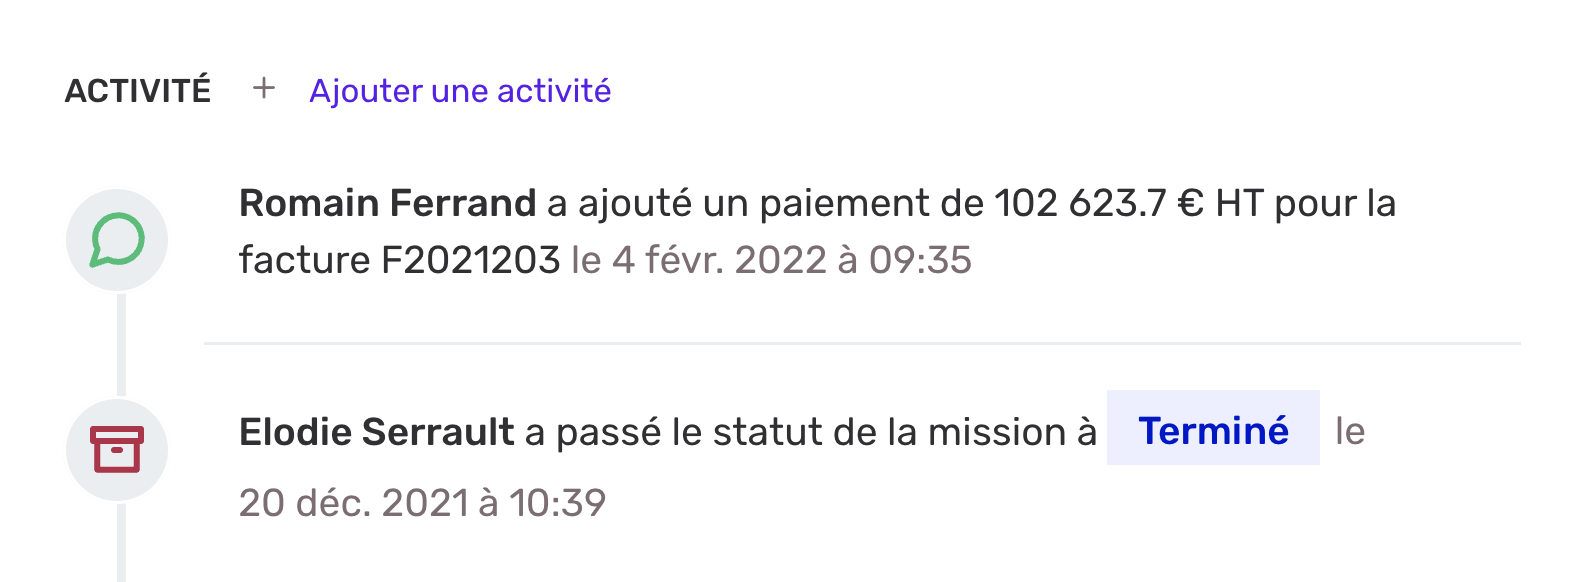 ACTIVITÉ + Ajouter une activité
Romain Ferrand a ajouté un paiement de 102 623.7 € HT pour la
facture F2021203 le 4 févr. 2022 à 09:35
Elodie Serrault a passé le statut de la mission à Terminé le
20 déc. 2021 à 10:39